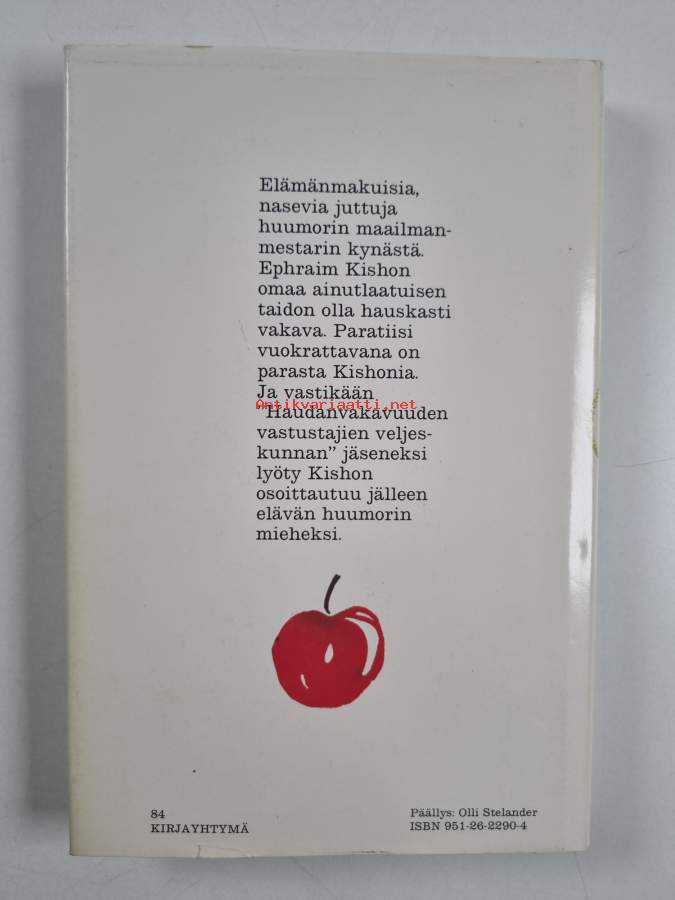 Elämänmakuisia,
nasevia juttuja
huumorin maailman-
mestarin kynästä.
Ephraim Kishon
omaa ainutlaatuisen
taidon olla hauskasti
vakava. Paratiisi
vuokrattavana on
parasta Kishonia.
Ja vastikään
Antikvariaatti.net
"Haudanvakavuuden
vastustajien veljes-
kunnan" jäseneksi
lyöty Kishon
osoittautuu jälleen
elävän huumorin
mieheksi.
84
KIRJAYHTYMÄ
Päällys: Olli Stelander
ISBN 951-26-2290-4